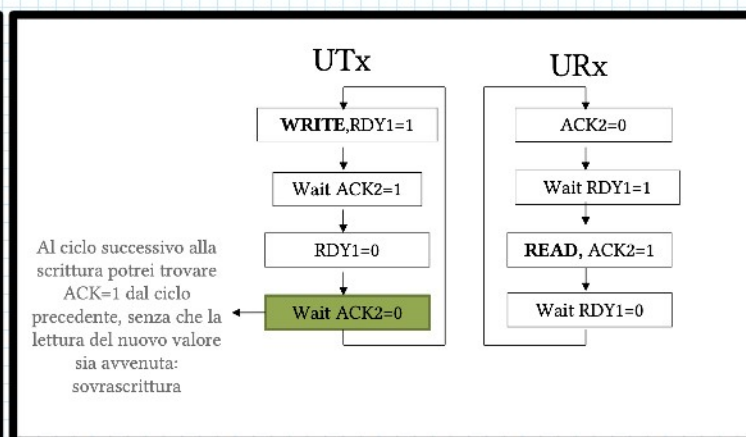 UTx
WRITE,RDY1=1
Wait ACK2=1
RDY1=0
Wait ACK2=0
Al ciclo successivo alla
scrittura potrei trovare
ACK=1 dal ciclo
precedente, senza che la
lettura del nuovo valore
sia avvenuta:
sovrascrittura
URx
ACK2=0
Wait RDY1=1
READ, ACK2=1
Wait RDY1=0